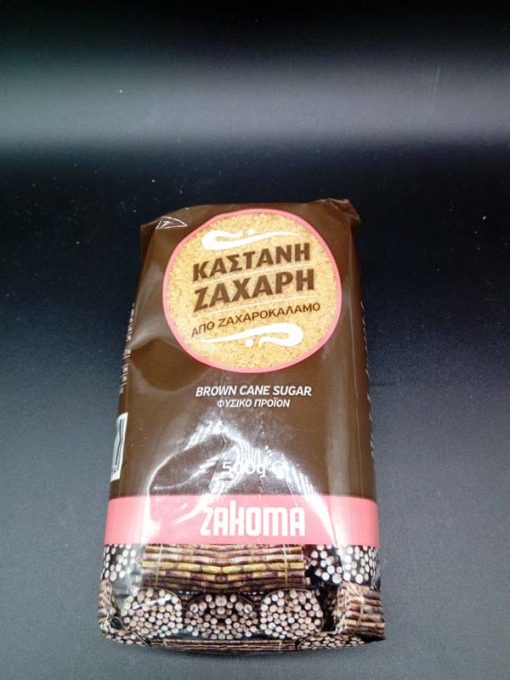 ΚΑΣΤΑΝΗ
ΖΑΧΑΡΗ
ΑΠΟ ΖΑΧΑΡΟΚΑΛΑΜΟ
BROWN CANE SUGAR
ΦΥΣΙΚΟ ΠΡΟΪΟΝ
500g e
ZAKOMA